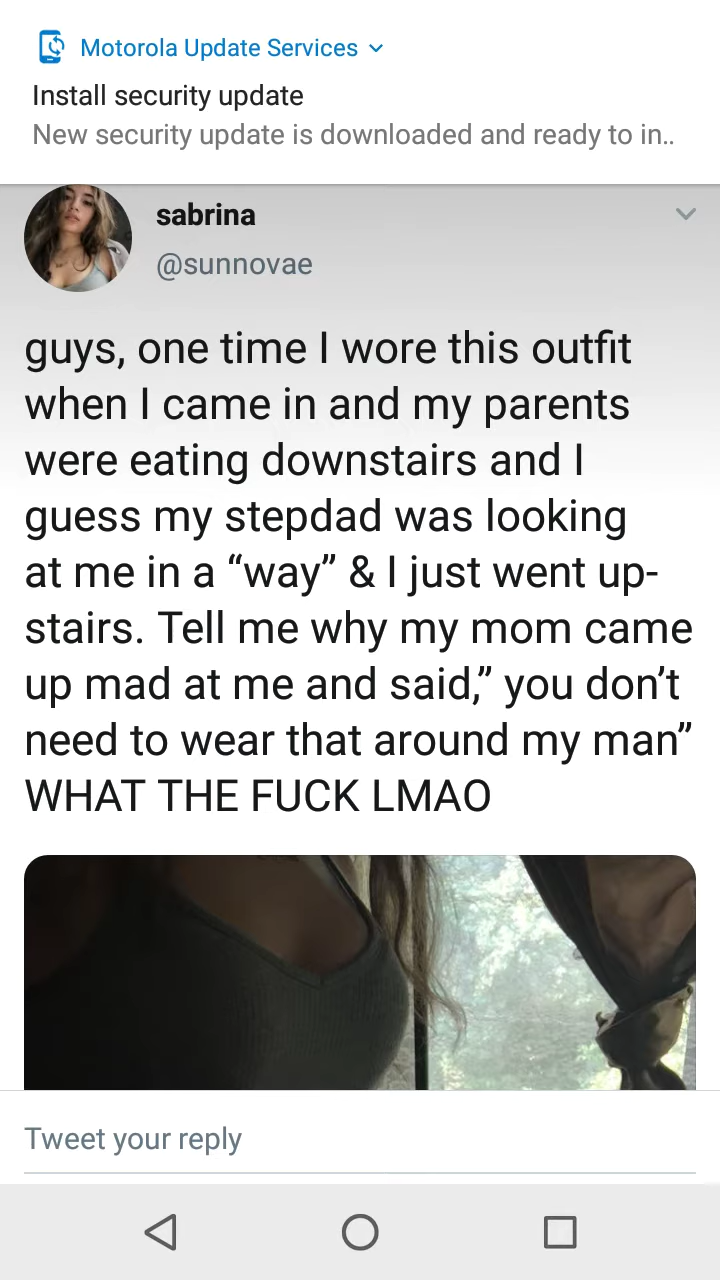 Motorola Update Services
Install security update
New security update is downloaded and ready to in..
sabrina
@sunnovae
guys, one time I wore this outfit
when I came in and my parents
were eating downstairs and I
guess my stepdad was looking
at me in a “way” & I just went up-
stairs. Tell me why my mom came
up mad at me and said,” you don’t
need to wear that around my man”
WHAT THE FUCK LMAO
Tweet your reply